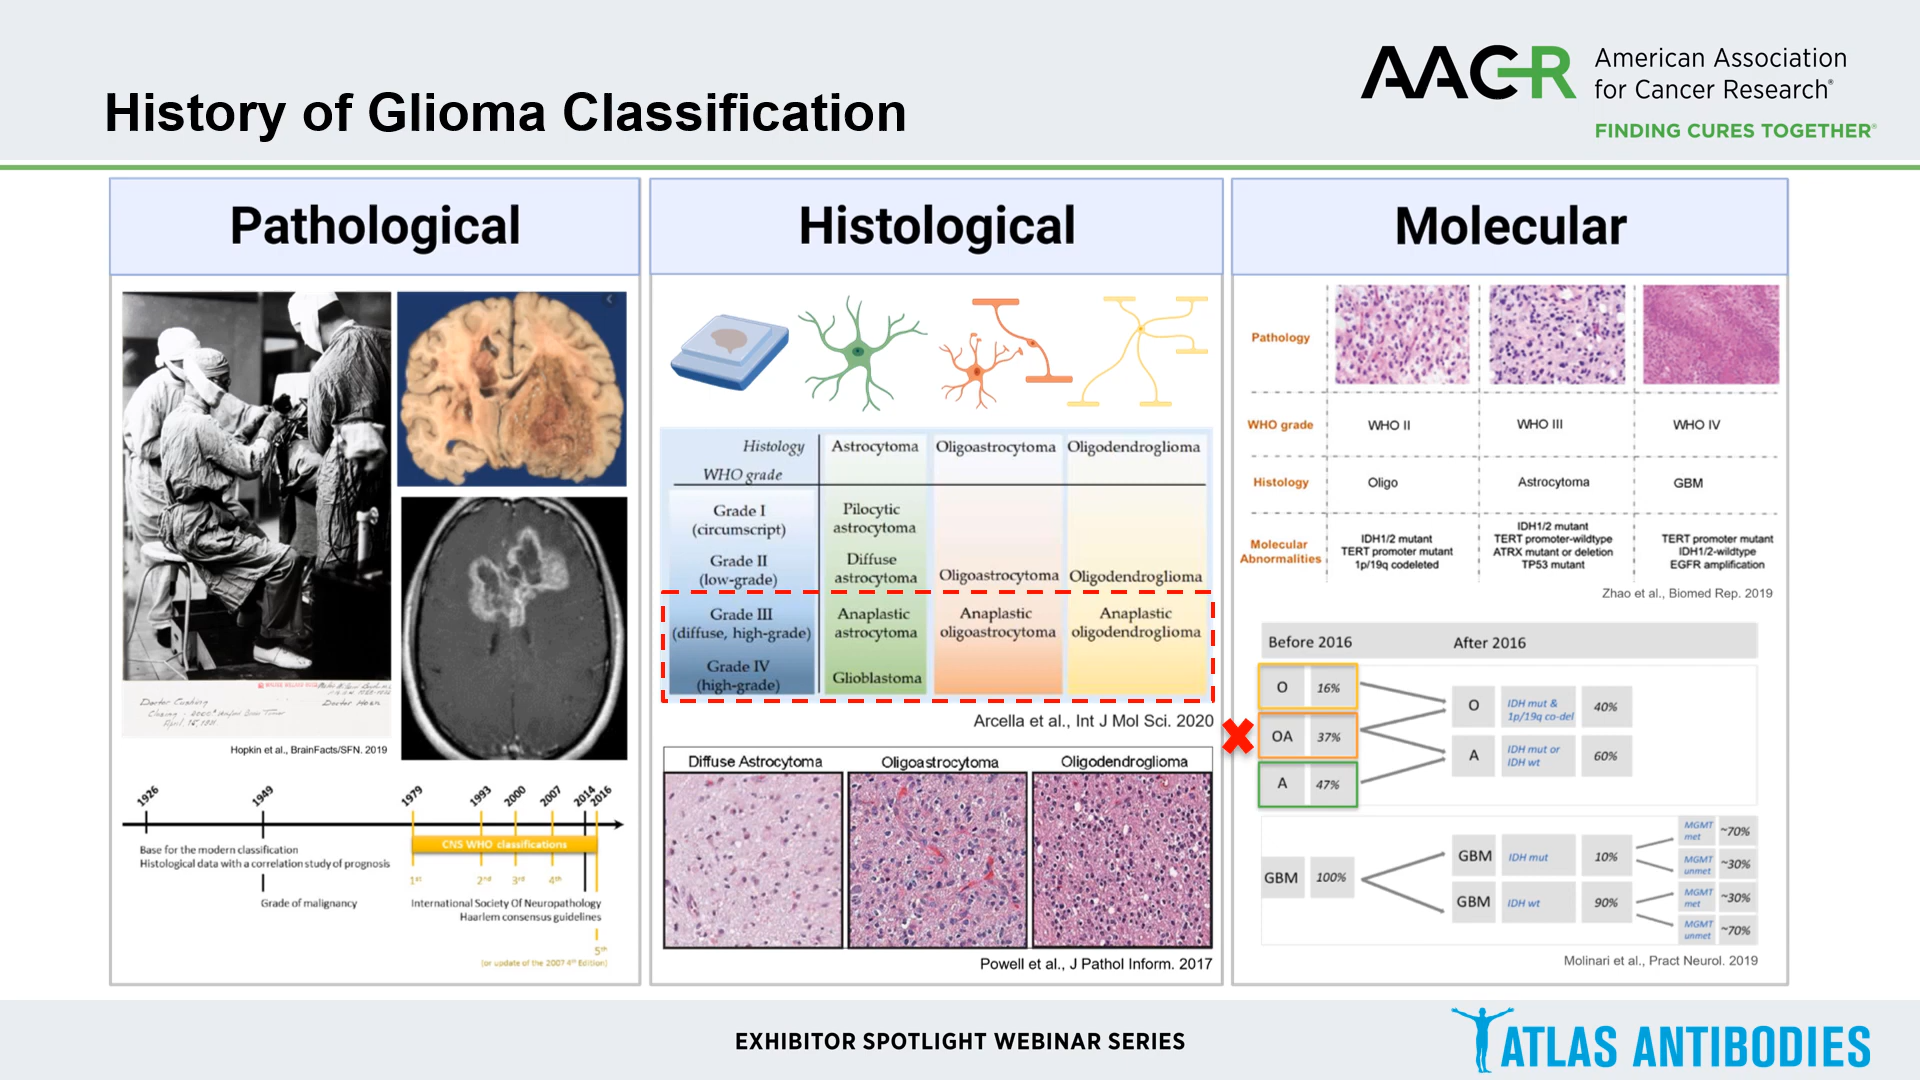 History of Glioma Classification
AACR
American Association
for Cancer Research®
FINDING CURES TOGETHER®
Pathological
Doctor Cushing
April
Doctor
Hopkin et al., BrainFacts/SFN. 2019
1926
1949
1979
1993
2000
2007
2014
2016
Base for the modern classification
Histological data with a correlation study of prognosis
CNS WHO classifications
1st
2nd
3rd
4th
Grade of malignancy
International Society Of Neuropathology
Haarlem consensus guidelines
5th
(or update of the 2007 4th Edition)
Histological
Histology
Astrocytoma
Oligoastrocytoma
Oligodendroglioma
WHO grade
Grade I
(circumscript)
Pilocytic
astrocytoma
Grade II
(low-grade)
Diffuse
astrocytoma
Oligoastrocytoma
Oligodendroglioma
Grade III
(diffuse, high-grade)
Anaplastic
astrocytoma
Anaplastic
oligoastrocytoma
Anaplastic
oligodendroglioma
Grade IV
(high-grade)
Glioblastoma
Arcella et al., Int J Mol Sci. 2020
Diffuse Astrocytoma
Oligoastrocytoma
Oligodendroglioma
Powell et al., J Pathol Inform. 2017
Molecular
Pathology
WHO grade
WHO II
WHO III
WHO IV
Histology
Oligo
Astrocytoma
GBM
Molecular
Abnormalities
IDH1/2 mutant
TERT promoter mutant
1p/19q codeleted
IDH1/2 mutant
TERT promoter-wildtype
ATRX mutant or deletion
TP53 mutant
TERT promoter mutant
IDH1/2-wildtype
EGFR amplification
Zhao et al., Biomed Rep. 2019
Before 2016
After 2016
O 16%
OA 37%
A 47%
O
IDH mut &
1p/19q co-del
40%
A
IDH mut or
IDH wt
60%
GBM 100%
GBM IDH mut 10%
GBM IDH wt 90%
MGMT
met
~70%
MGMT
unmet
~30%
MGMT
met
~30%
MGMT
unmet
~70%
Molinari et al., Pract Neurol. 2019
EXHIBITOR SPOTLIGHT WEBINAR SERIES
ATLAS ANTIBODIES